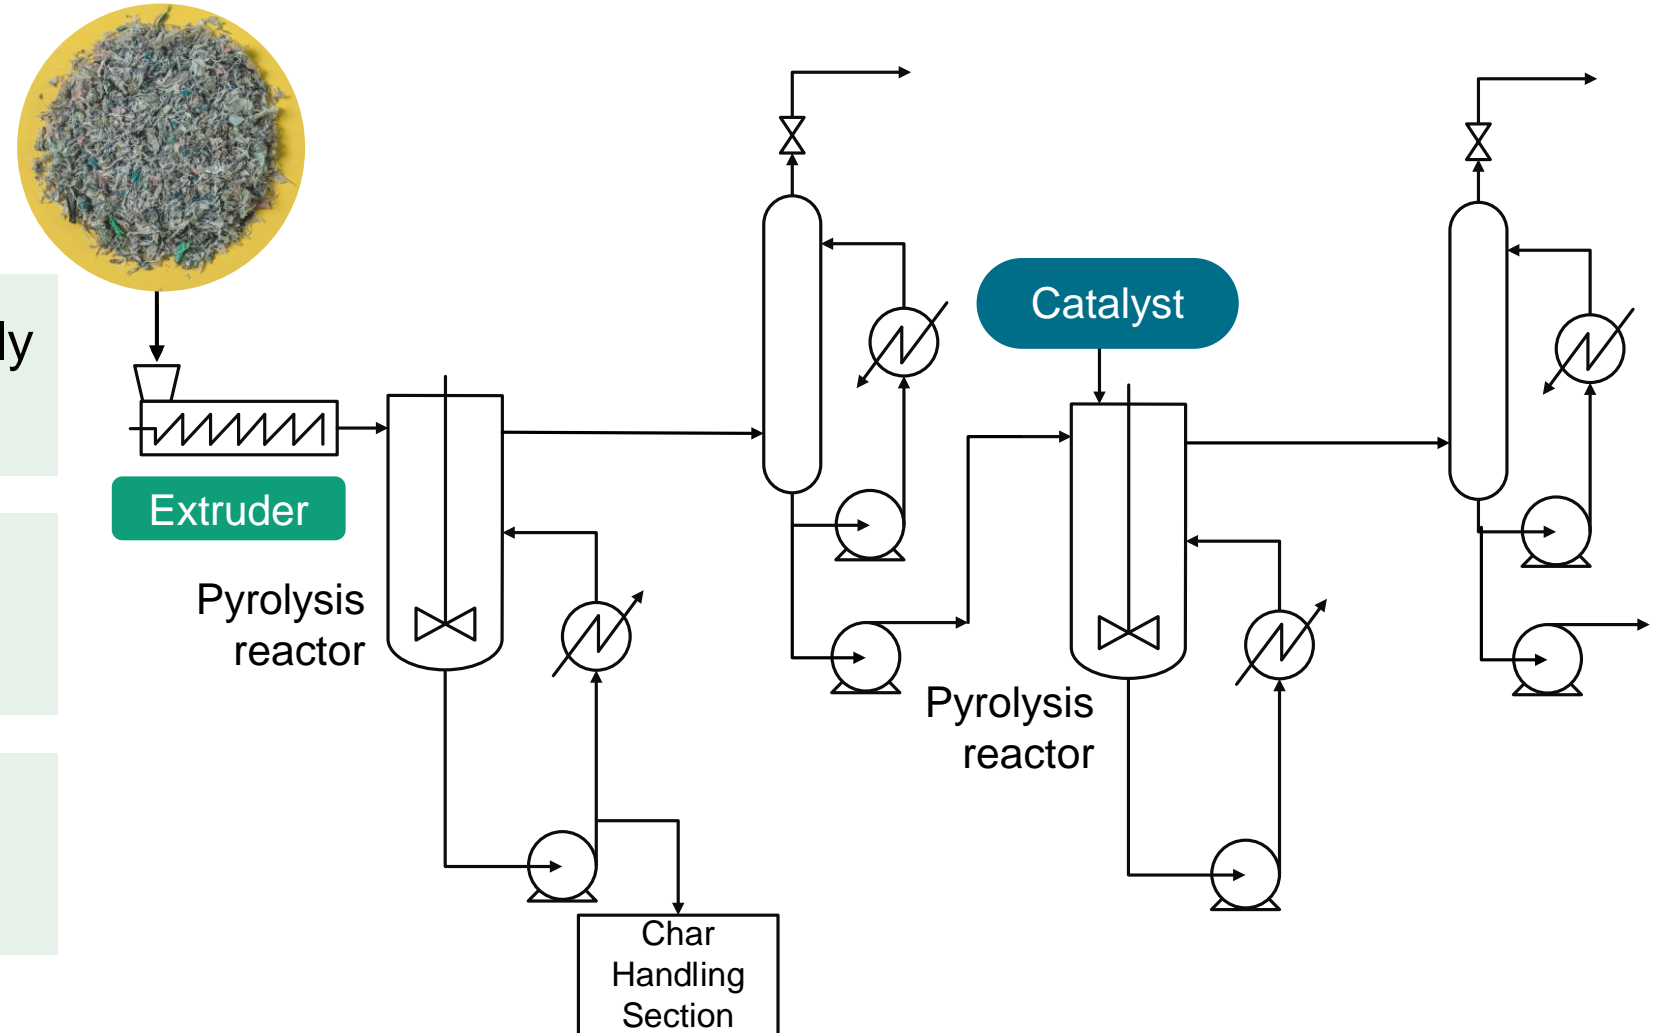 ly
Catalyst
Extruder
Pyrolysis
reactor
Pyrolysis
reactor
Char
Handling
Section